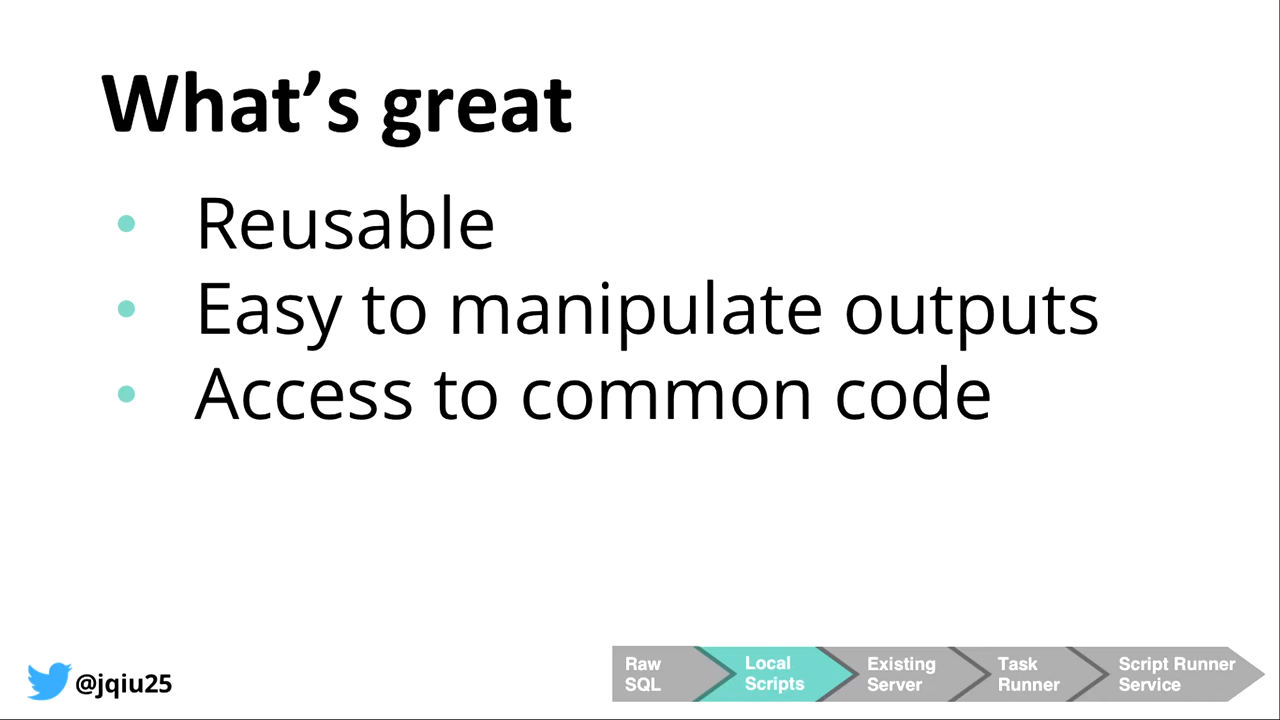 What’s great
• Reusable
• Easy to manipulate outputs
• Access to common code
@jqiu25
Raw
SQL
Local
Scripts
Existing
Server
Task
Runner
Script Runner
Service